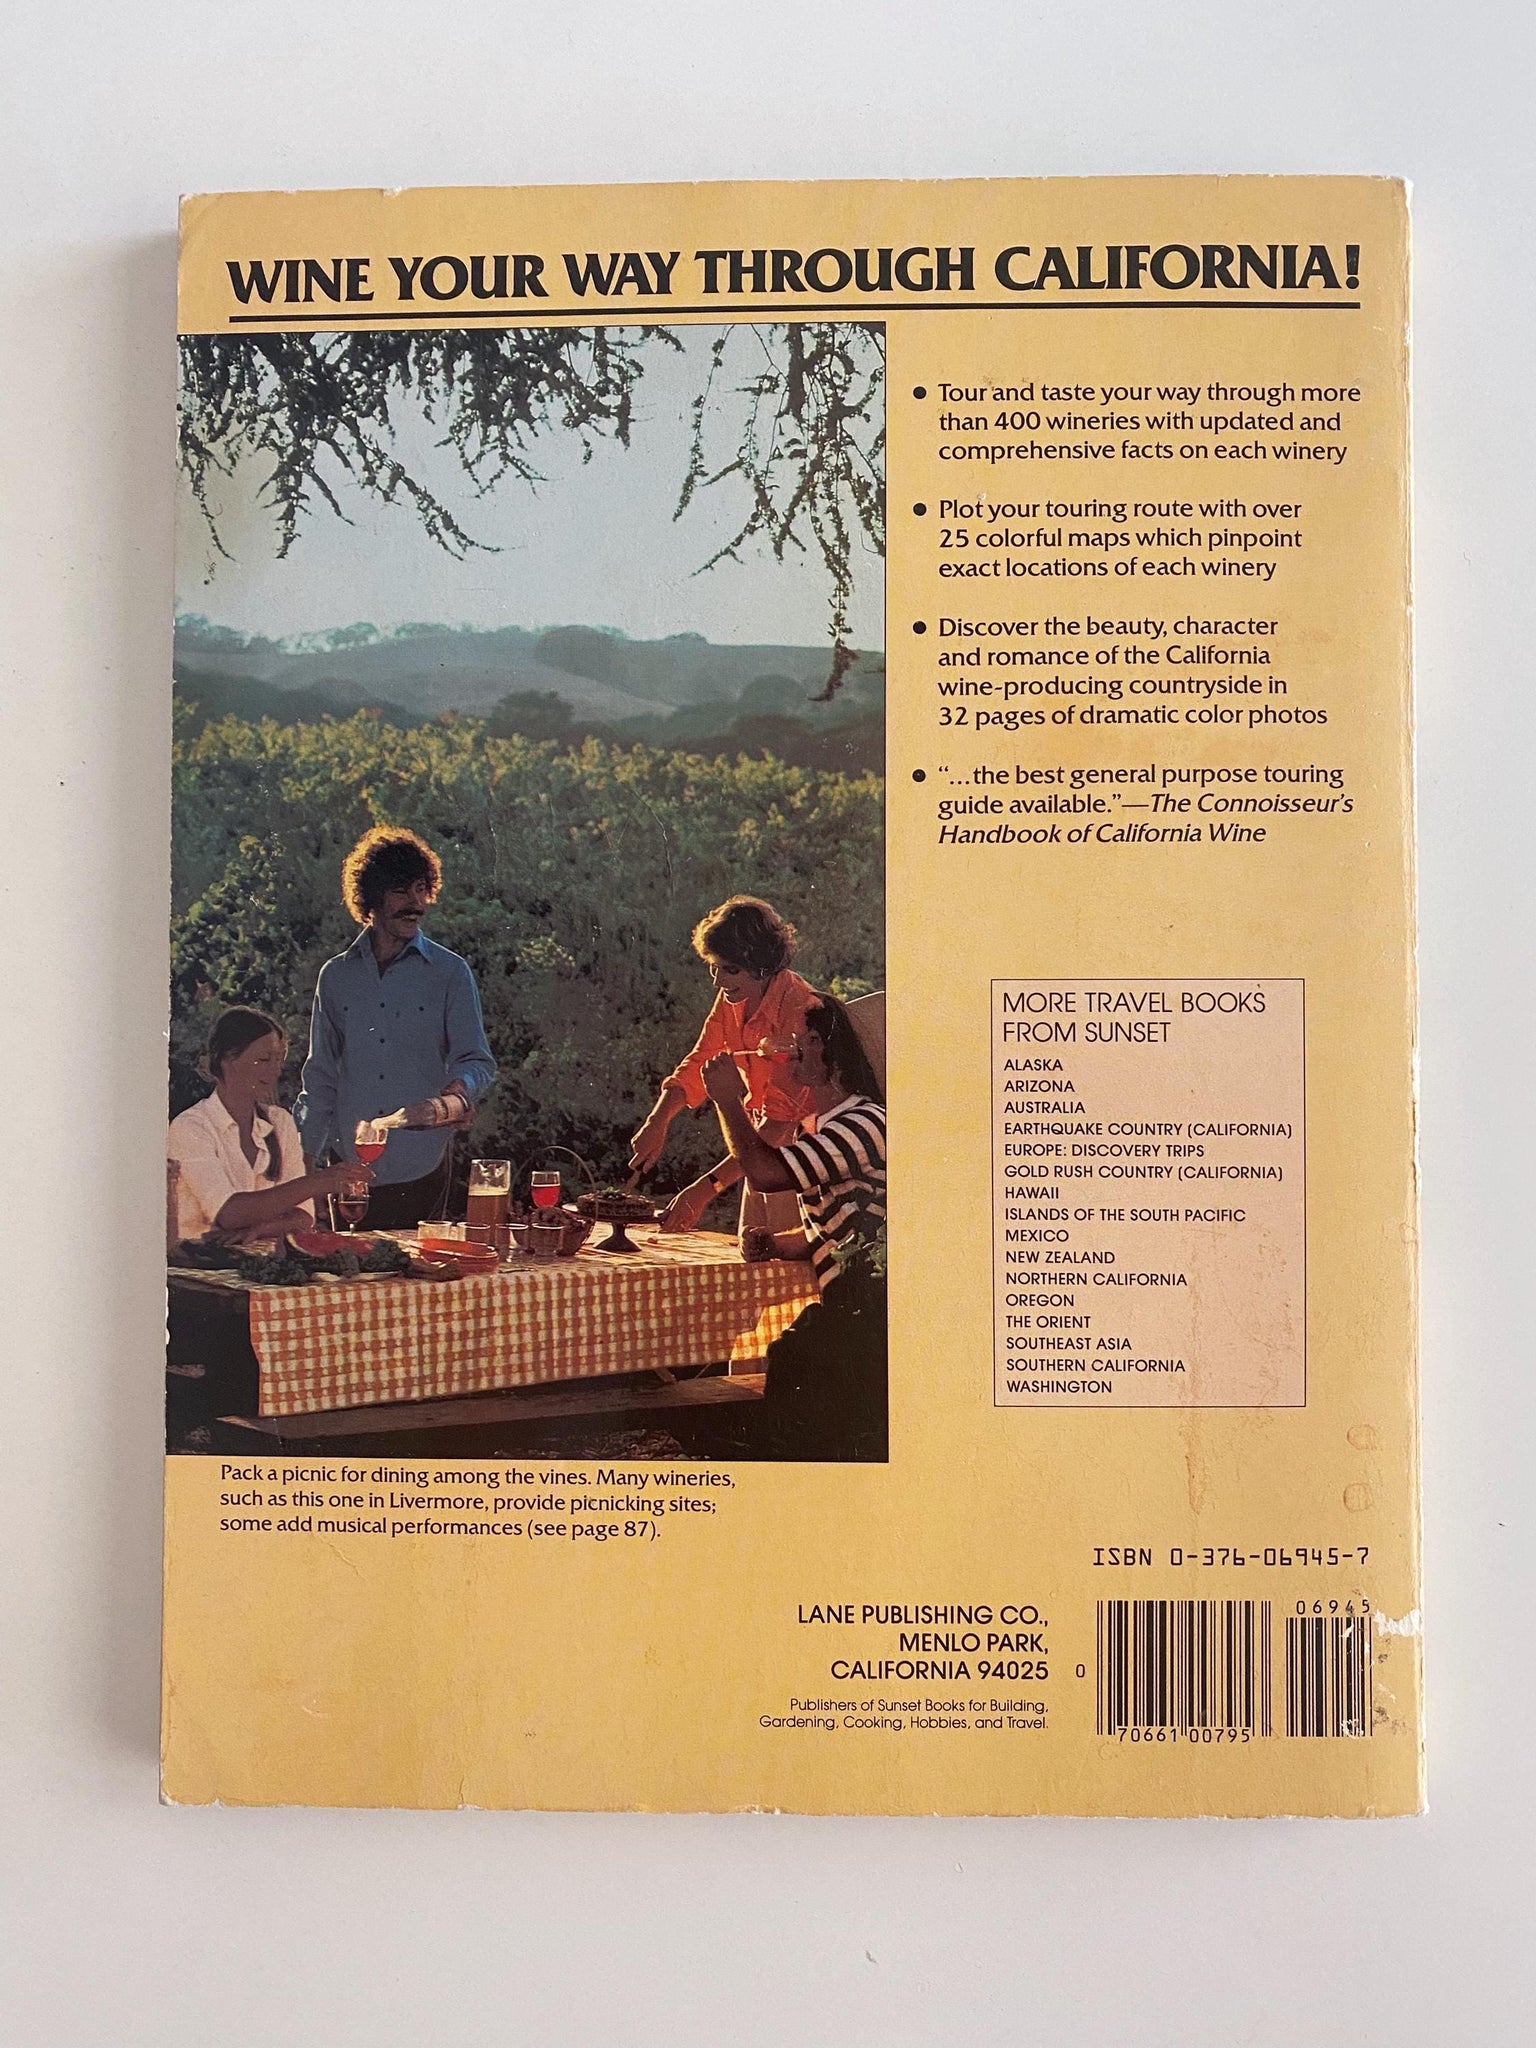 WINE YOUR WAY THROUGH CALIFORNIA!
● Tour and taste your way through more
than 400 wineries with updated and
comprehensive facts on each winery
● Plot your touring route with over
25 colorful maps which pinpoint
exact locations of each winery
● Discover the beauty, character
and romance of the California
wine-producing countryside in
32 pages of dramatic color photos
● “...the best general purpose touring
guide available.”—The Connoisseur's
Handbook of California Wine
MORE TRAVEL BOOKS
FROM SUNSET
ALASKA
ARIZONA
AUSTRALIA
EARTHQUAKE COUNTRY (CALIFORNIA)
EUROPE: DISCOVERY TRIPS
GOLD RUSH COUNTRY (CALIFORNIA)
HAWAII
ISLANDS OF THE SOUTH PACIFIC
MEXICO
NEW ZEALAND
NORTHERN CALIFORNIA
OREGON
THE ORIENT
SOUTHEAST ASIA
SOUTHERN CALIFORNIA
WASHINGTON
Pack a picnic for dining among the vines. Many wineries,
such as this one in Livermore, provide picnicking sites;
some add musical performances (see page 87).
ISBN 0-376-06945-7
LANE PUBLISHING CO.,
MENLO PARK,
CALIFORNIA 94025
Publishers of Sunset Books for Building,
Gardening, Cooking, Hobbies, and Travel.
06945
0 70661 00795